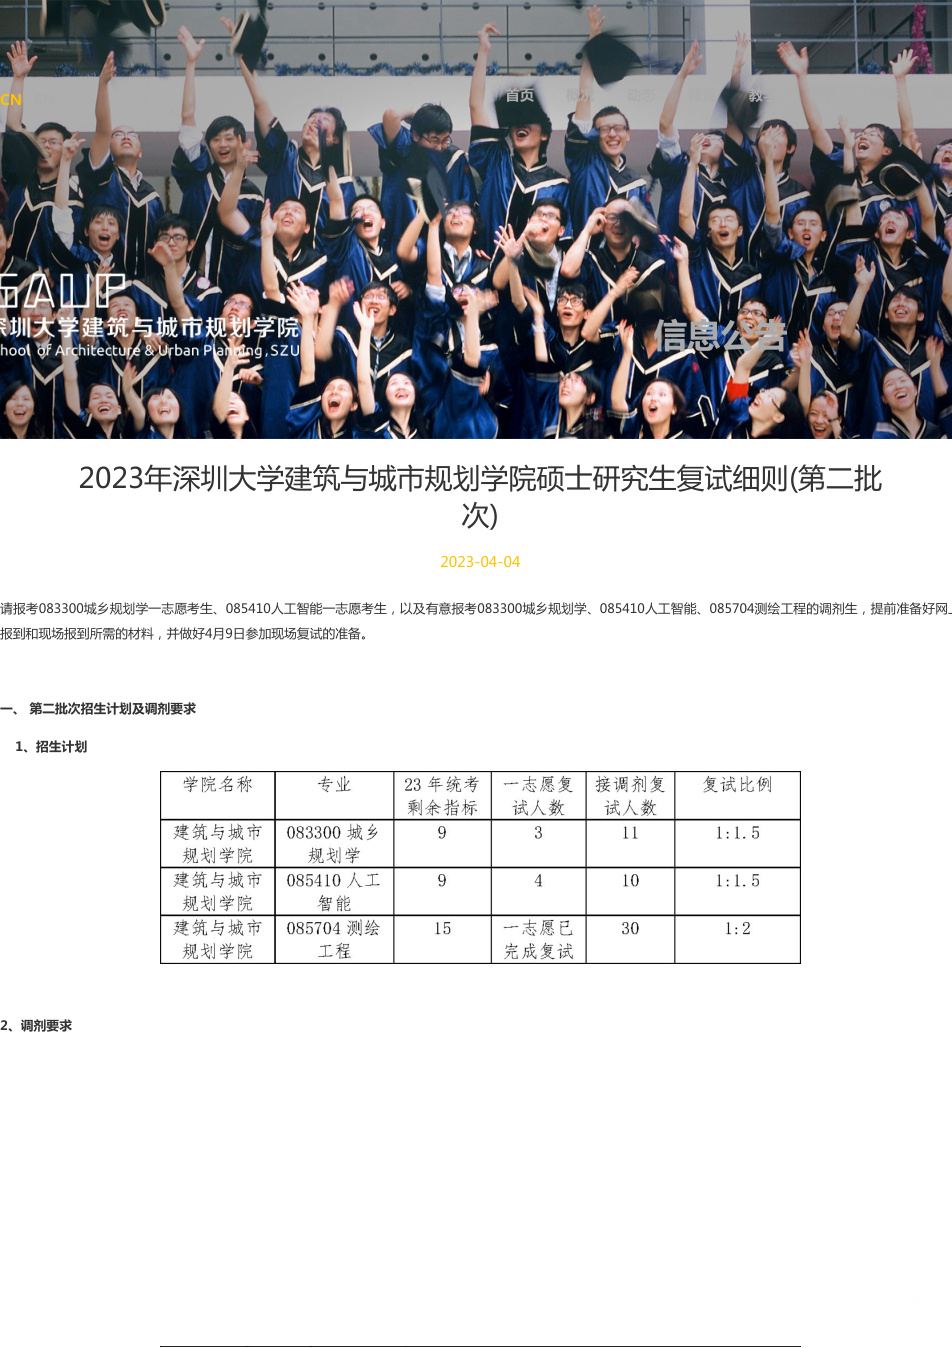 CN
首页
教
SAUP
深圳大学建筑与城市规划学院
hool of Architecture & Urban Planning ,SZU
信息公告
2023年深圳大学建筑与城市规划学院硕士研究生复试细则(第二批
次)
2023-04-04
请报考083300城乡规划学一志愿考生、085410人工智能一志愿考生，以及有意报考083300城乡规划学、085410人工智能、085704测绘工程的调剂生，提前准备好网上
报到和现场报到所需的材料，并做好4月9日参加现场复试的准备。
一、 第二批次招生计划及调剂要求
1、招生计划
学院名称 专业 23 年统考 一志愿复 接调剂复 复试比例
剩余指标 试人数 试人数
建筑与城市 083300 城乡 9 3 11 1:1.5
规划学院 规划学
建筑与城市 085410 人工 9 4 10 1:1.5
规划学院 智能
建筑与城市 085704 测绘 15 一志愿已 30 1:2
规划学院 工程 完成复试
2、调剂要求